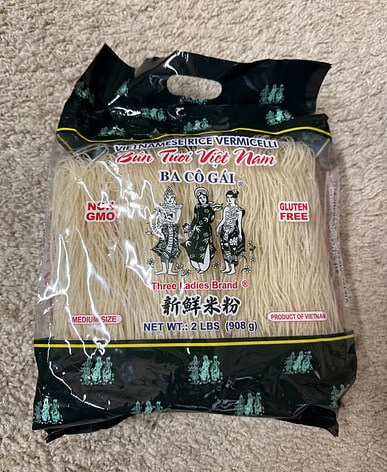 VIETNAMESE RICE VERMICELLI
Bún Tươi Việt Nam
BA CÔ GÁI ®
NON
GMO
GLUTEN
FREE
Three Ladies Brand ®
新鮮米粉
MEDIUM SIZE
NET WT.: 2 LBS (908 g)
PRODUCT OF VIETNAM